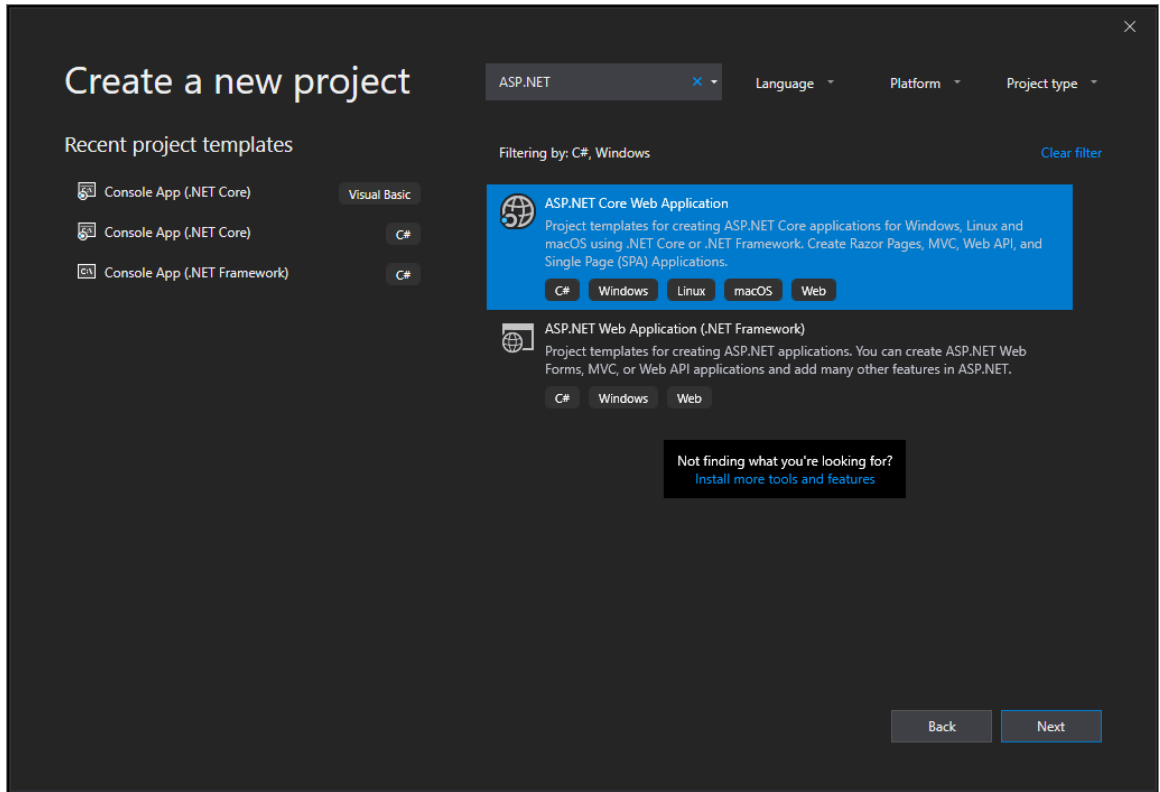 Create a new project
ASP.NET
Language
Platform
Project type
Recent project templates
Console App (.NET Core)
Visual Basic
Console App (.NET Core)
C#
Console App (.NET Framework)
C#
Filtering by: C#, Windows
Clear filter
ASP.NET Core Web Application
Project templates for creating ASP.NET Core applications for Windows, Linux and
macOS using .NET Core or .NET Framework. Create Razor Pages, MVC, Web API, and
Single Page (SPA) Applications.
C# Windows Linux macOS Web
ASP.NET Web Application (.NET Framework)
Project templates for creating ASP.NET applications. You can create ASP.NET Web
Forms, MVC, or Web API applications and add many other features in ASP.NET.
C# Windows Web
Not finding what you're looking for?
Install more tools and features
Back
Next